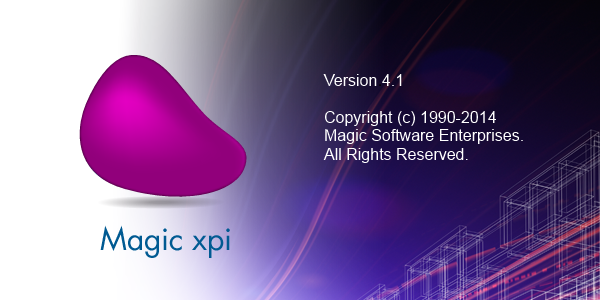 Version 4.1
Copyright (c) 1990-2014
Magic Software Enterprises.
All Rights Reserved.
Magic xpi